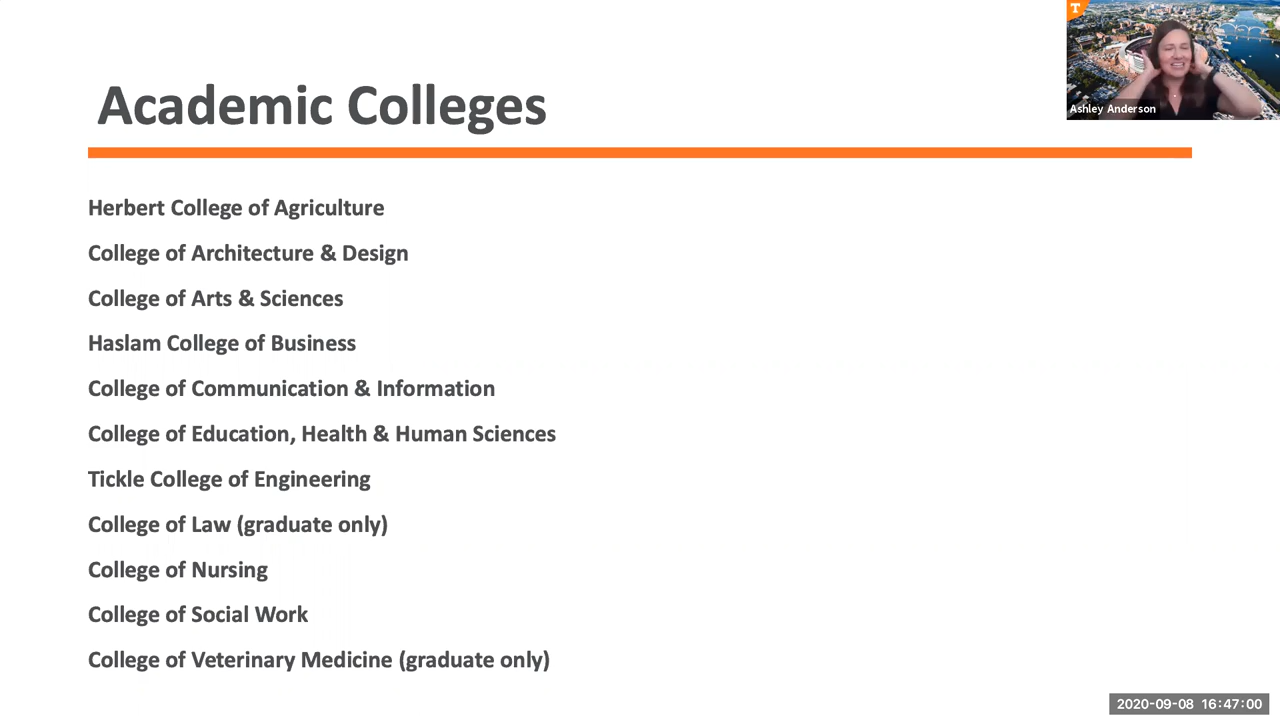 T
Ashley Anderson
Academic Colleges
Herbert College of Agriculture
College of Architecture & Design
College of Arts & Sciences
Haslam College of Business
College of Communication & Information
College of Education, Health & Human Sciences
Tickle College of Engineering
College of Law (graduate only)
College of Nursing
College of Social Work
College of Veterinary Medicine (graduate only)
2020-09-08 16:47:00